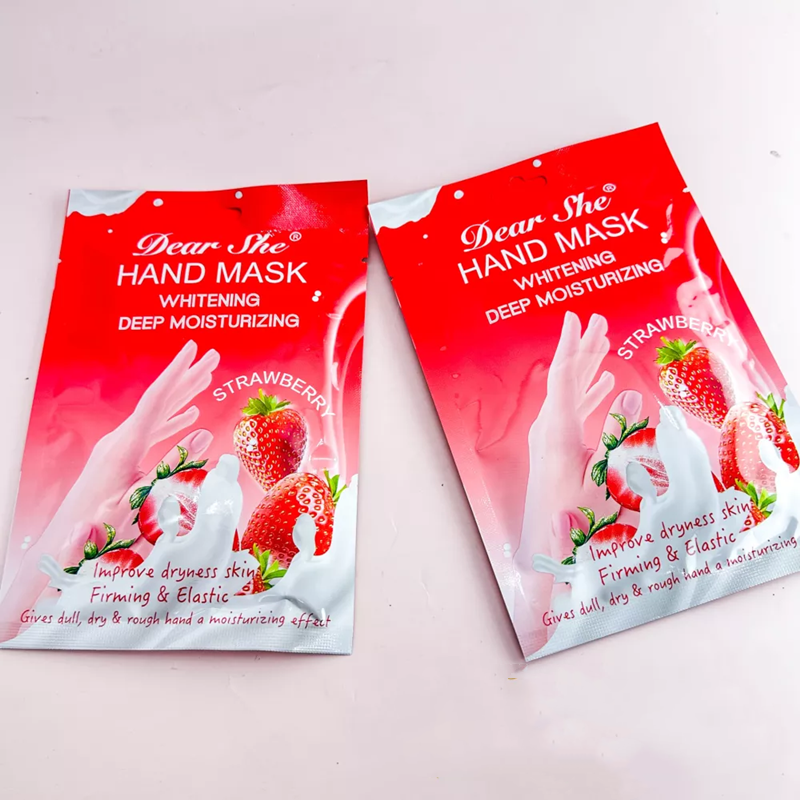 Dear She®
HAND MASK
WHITENING
DEEP MOISTURIZING
STRAWBERRY
Improve dryness skin
Firming & Elastic
Gives dull, dry & rough hand a moisturizing effect
Dear She®
HAND MASK
WHITENING
DEEP MOISTURIZING
STRAWBERRY
Improve dryness skin
Firming & Elastic
Gives dull, dry & rough hand a moisturizing